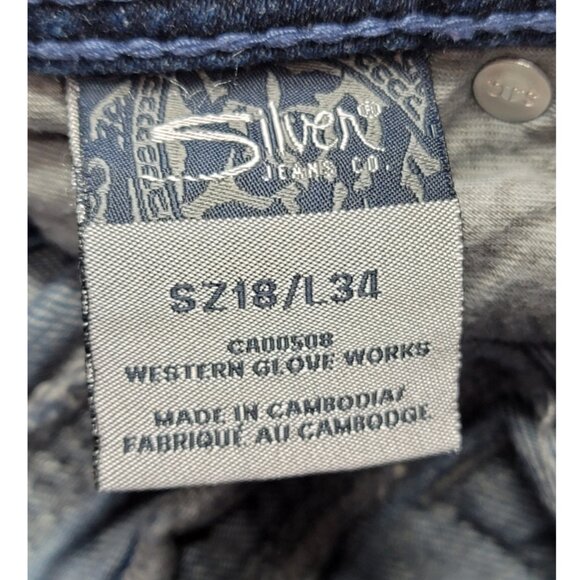 Silver®
JEANS CO.
SZ18/L34
CA00508
WESTERN GLOVE WORKS
MADE IN CAMBODIA/
FABRIQUÉ AU CAMBODGE